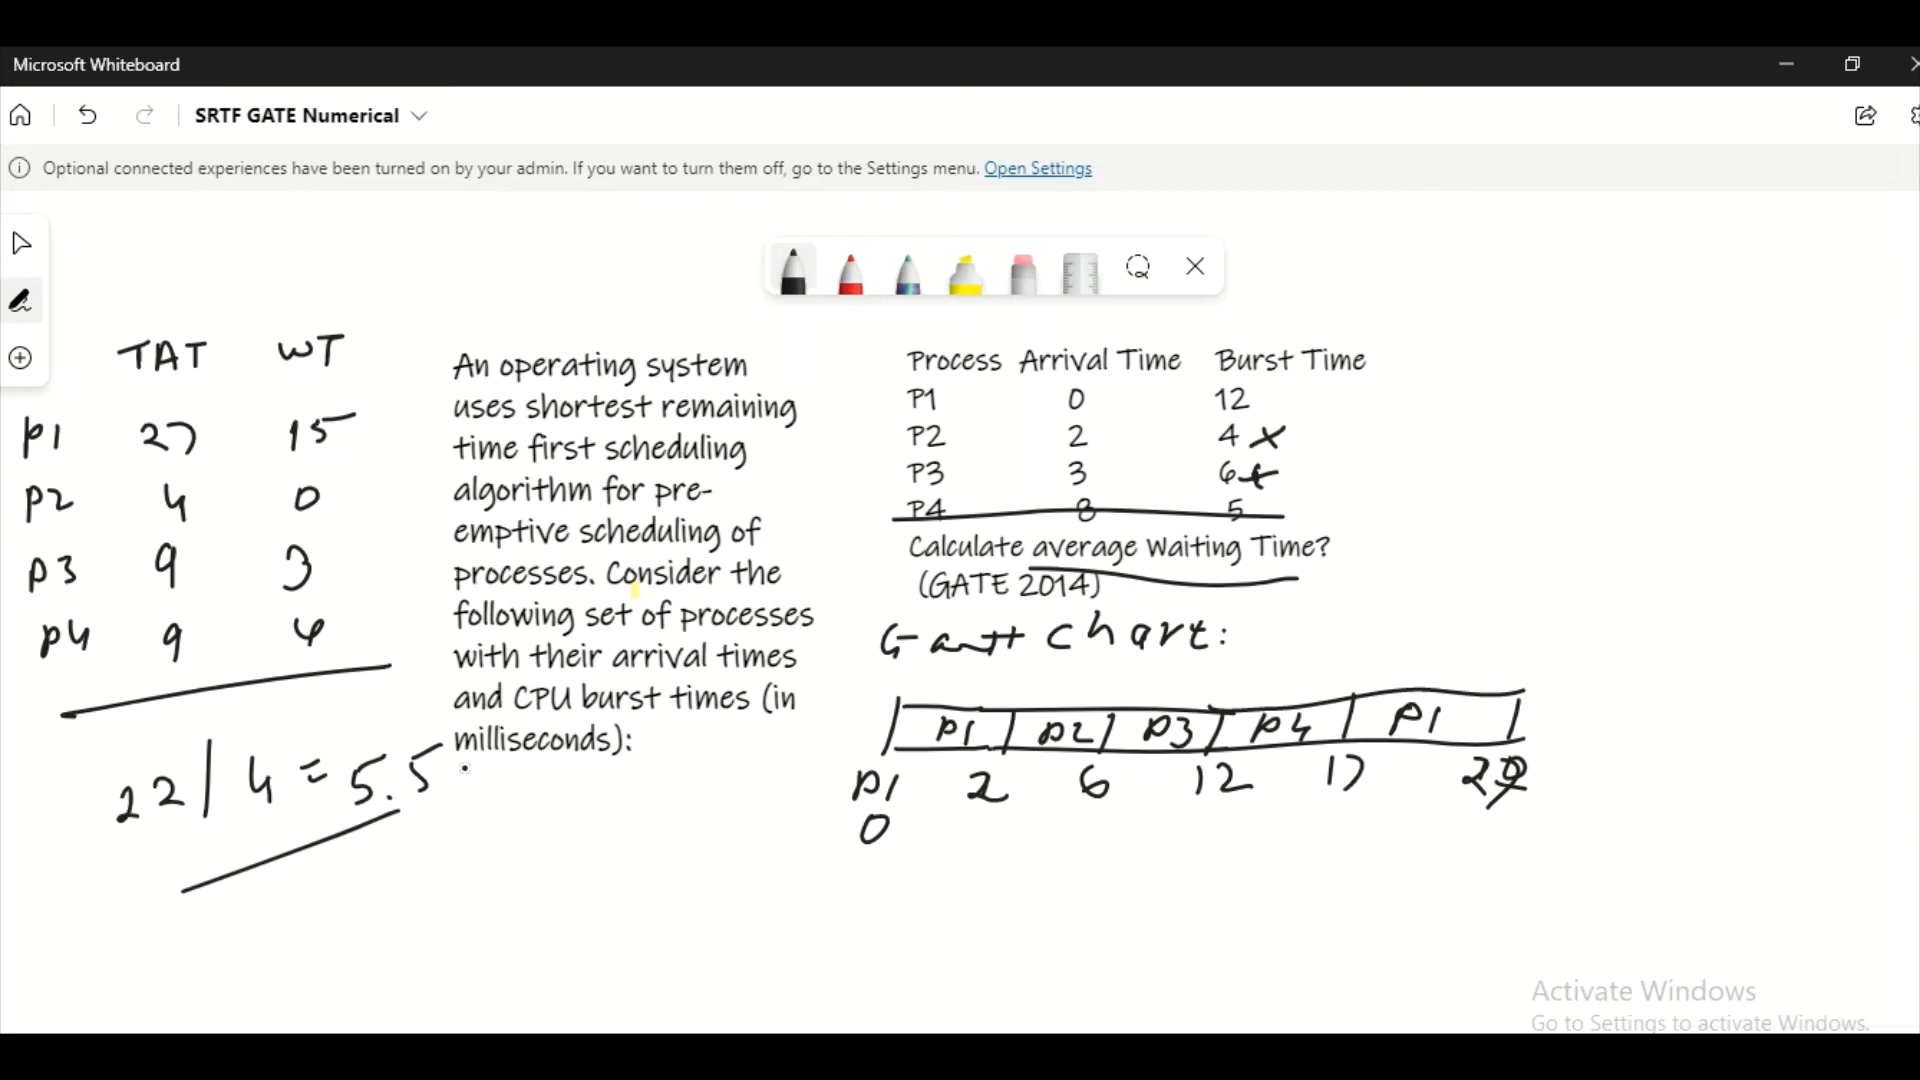 Microsoft Whiteboard
SRTF GATE Numerical
Optional connected experiences have been turned on by your admin. If you want to turn them off, go to the Settings menu. Open Settings
TAT WT
P1 27 15
P2 4 0
P3 9 3
P4 9 4
22 / 4 = 5.5
An operating system
uses shortest remaining
time first scheduling
algorithm for pre-
emptive scheduling of
processes. Consider the
following set of processes
with their arrival times
and CPU burst times (in
milliseconds):
Process Arrival Time Burst Time
P1 0 12
P2 2 4 x
P3 3 6 x
P4 8 5
Calculate average Waiting Time?
(GATE 2014)
Gantt Chart:
P1 P2 P3 P4 P1
P1 2 6 12 17
0
Activate Windows
Go to Settings to activate Windows.